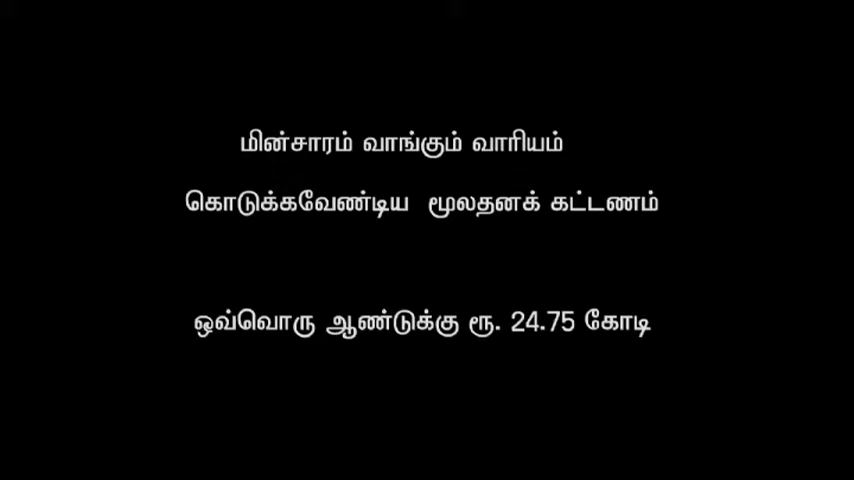 மின்சாரம் வாங்கும் வாரியம்
கொடுக்கவேண்டிய மூலதனக் கட்டணம்
ஒவ்வொரு ஆண்டுக்கு ரூ. 24.75 கோடி